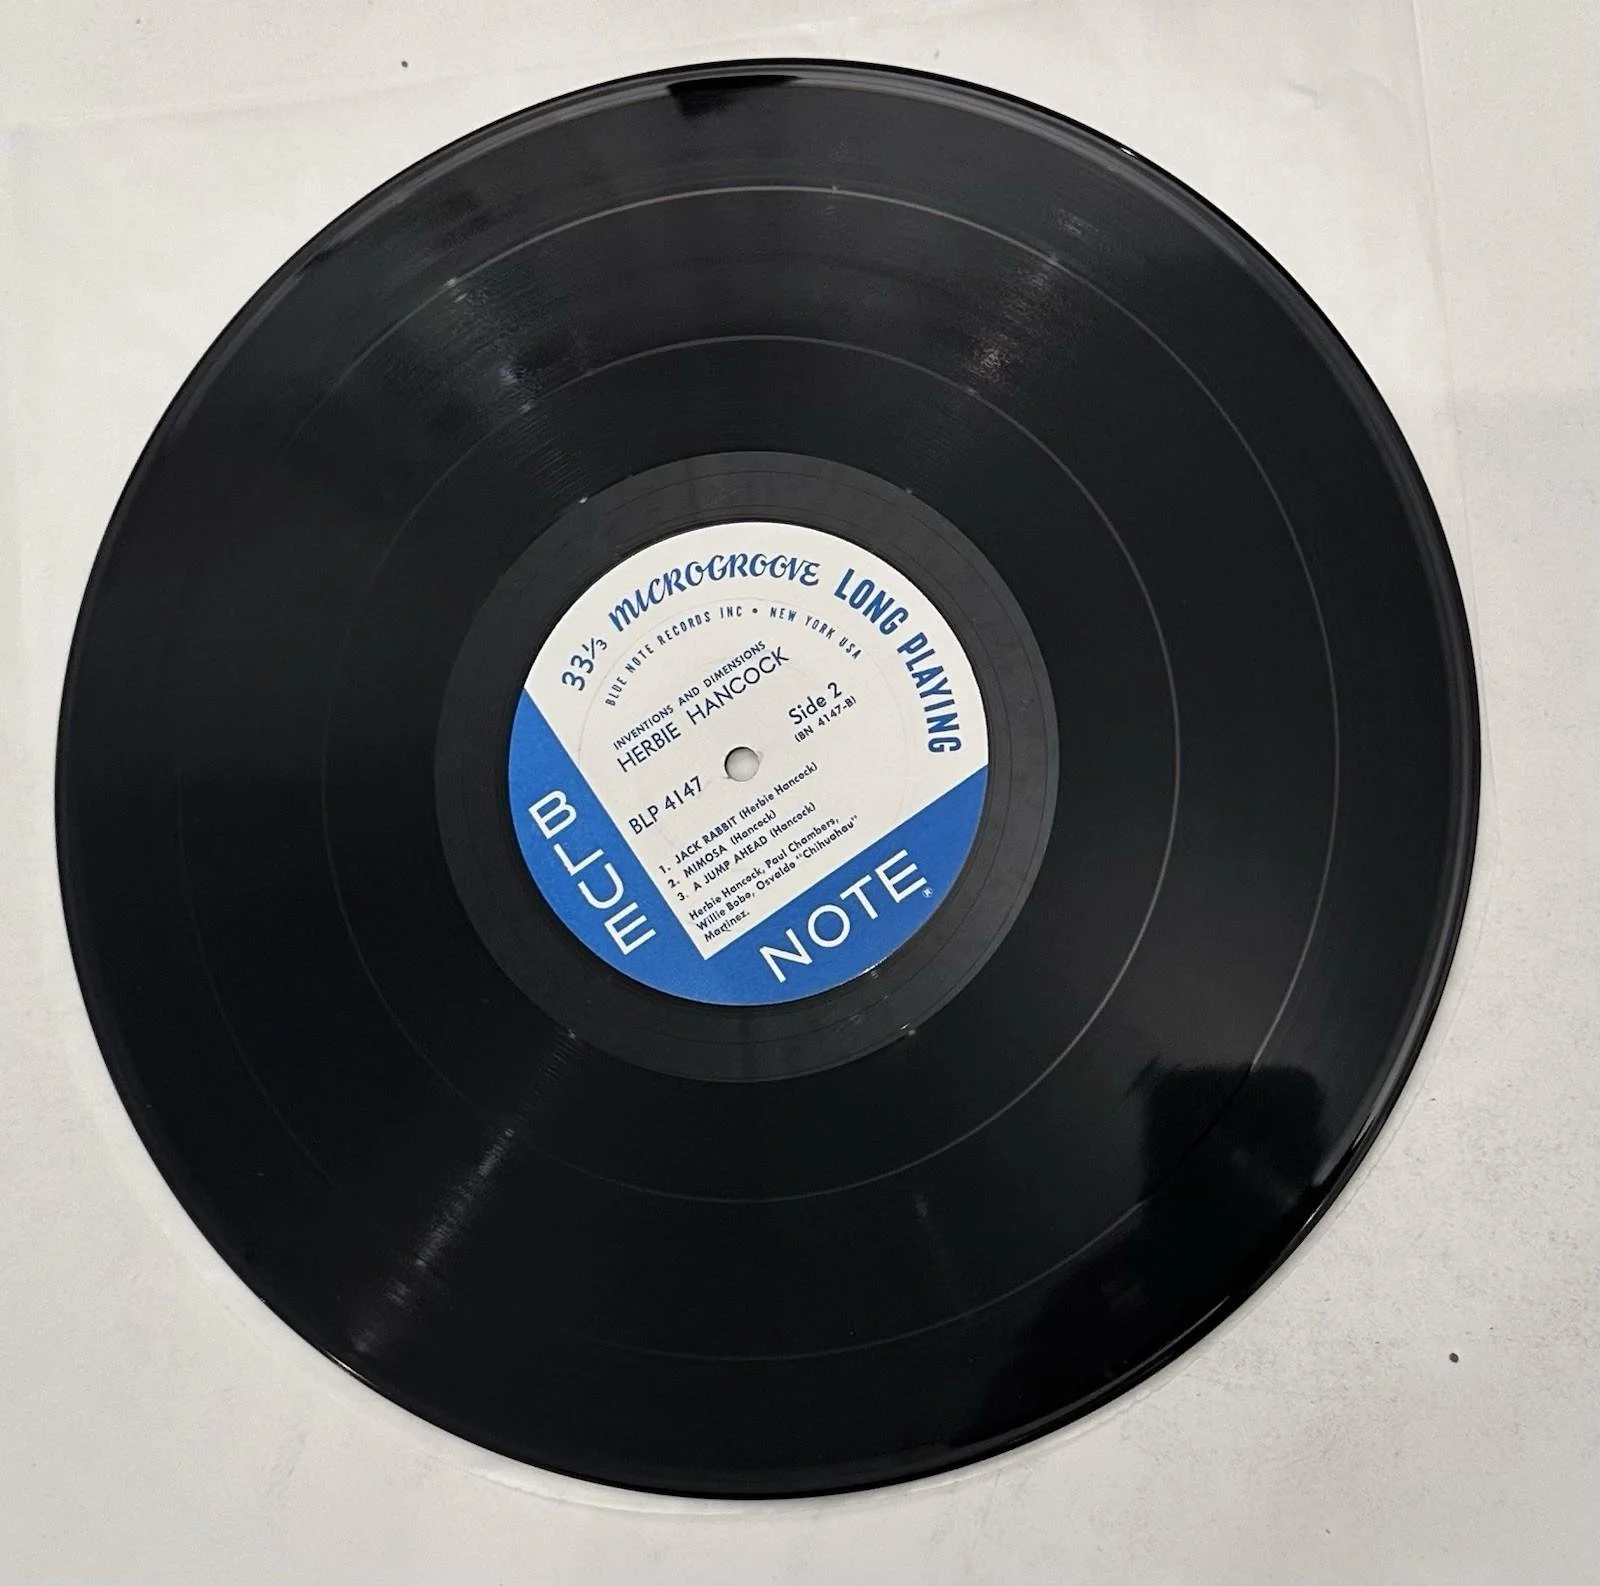 33⅓ MICROGROOVE LONG PLAYING
BLUE NOTE RECORDS INC • NEW YORK USA
INVENTIONS AND DIMENSIONS
HERBIE HANCOCK
Side 2
(BN 4147-B)
BLP 4147
1. JACK RABBIT (Herbie Hancock)
2. MIMOSA (Hancock)
3. A JUMP AHEAD (Hancock)
Herbie Hancock, Paul Chambers,
Willie Bobo, Osvaldo "Chihuahau"
Martinez.
BLUE
NOTE®